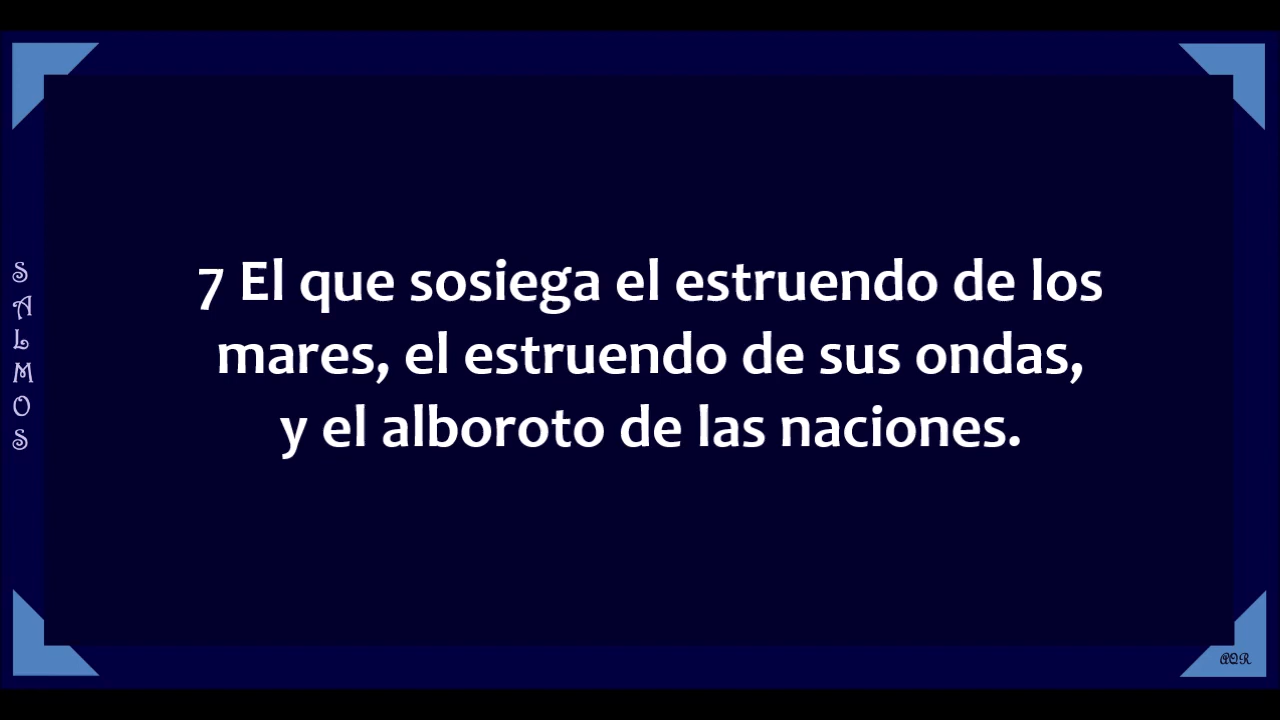 SALMOS
7 El que sosiega el estruendo de los
mares, el estruendo de sus ondas,
y el alboroto de las naciones.